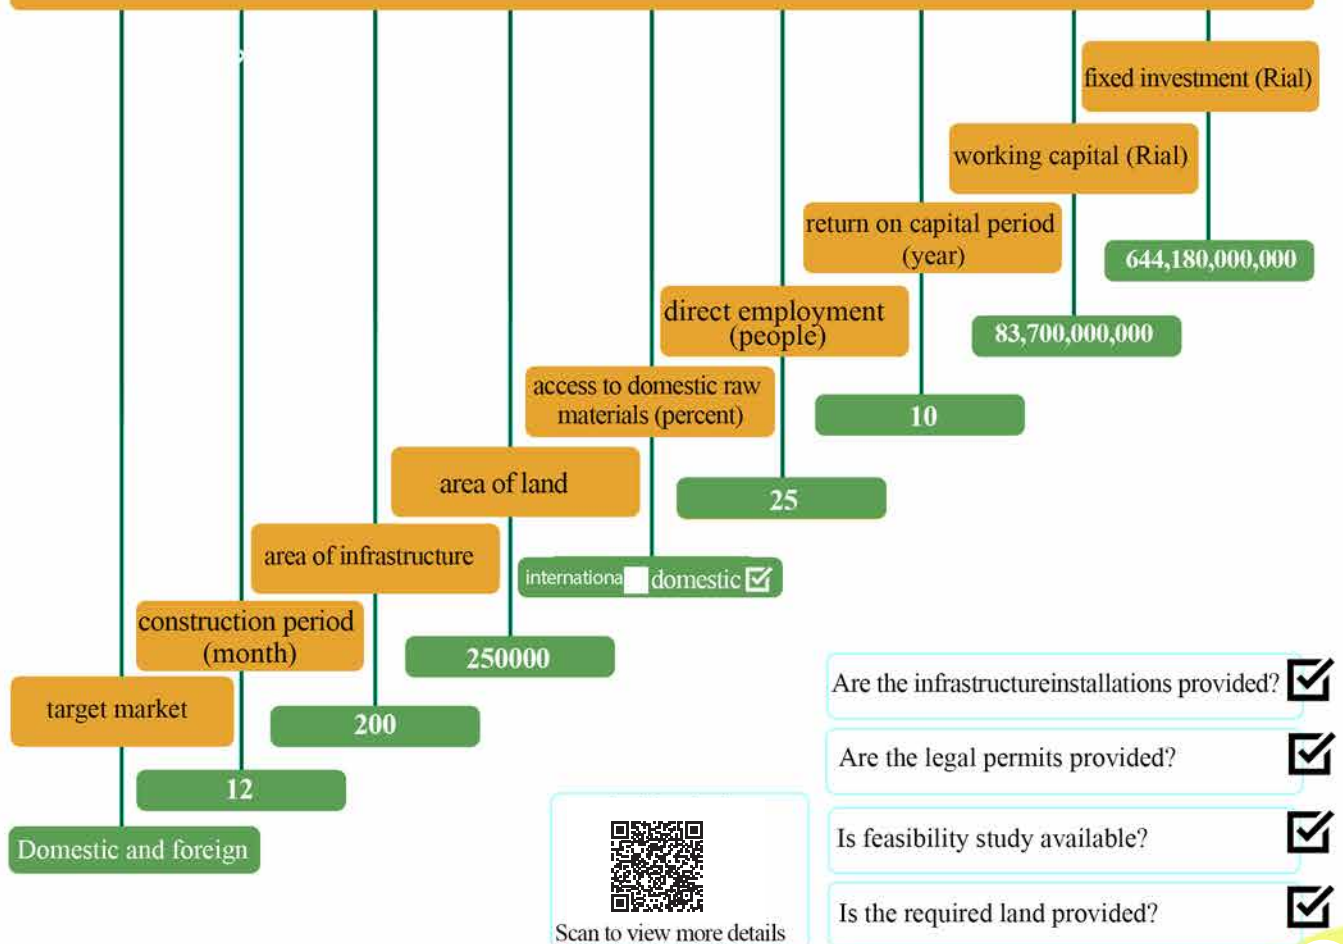 fixed investment (Rial)
644,180,000,000
working capital (Rial)
83,700,000,000
return on capital period
(year)
10
direct employment
(people)
25
access to domestic raw
materials (percent)
internationa domestic
area of land
250000
area of infrastructure
200
construction period
(month)
12
target market
Domestic and foreign
Are the infrastructureinstallations provided?
Are the legal permits provided?
Is feasibility study available?
Is the required land provided?
Scan to view more details